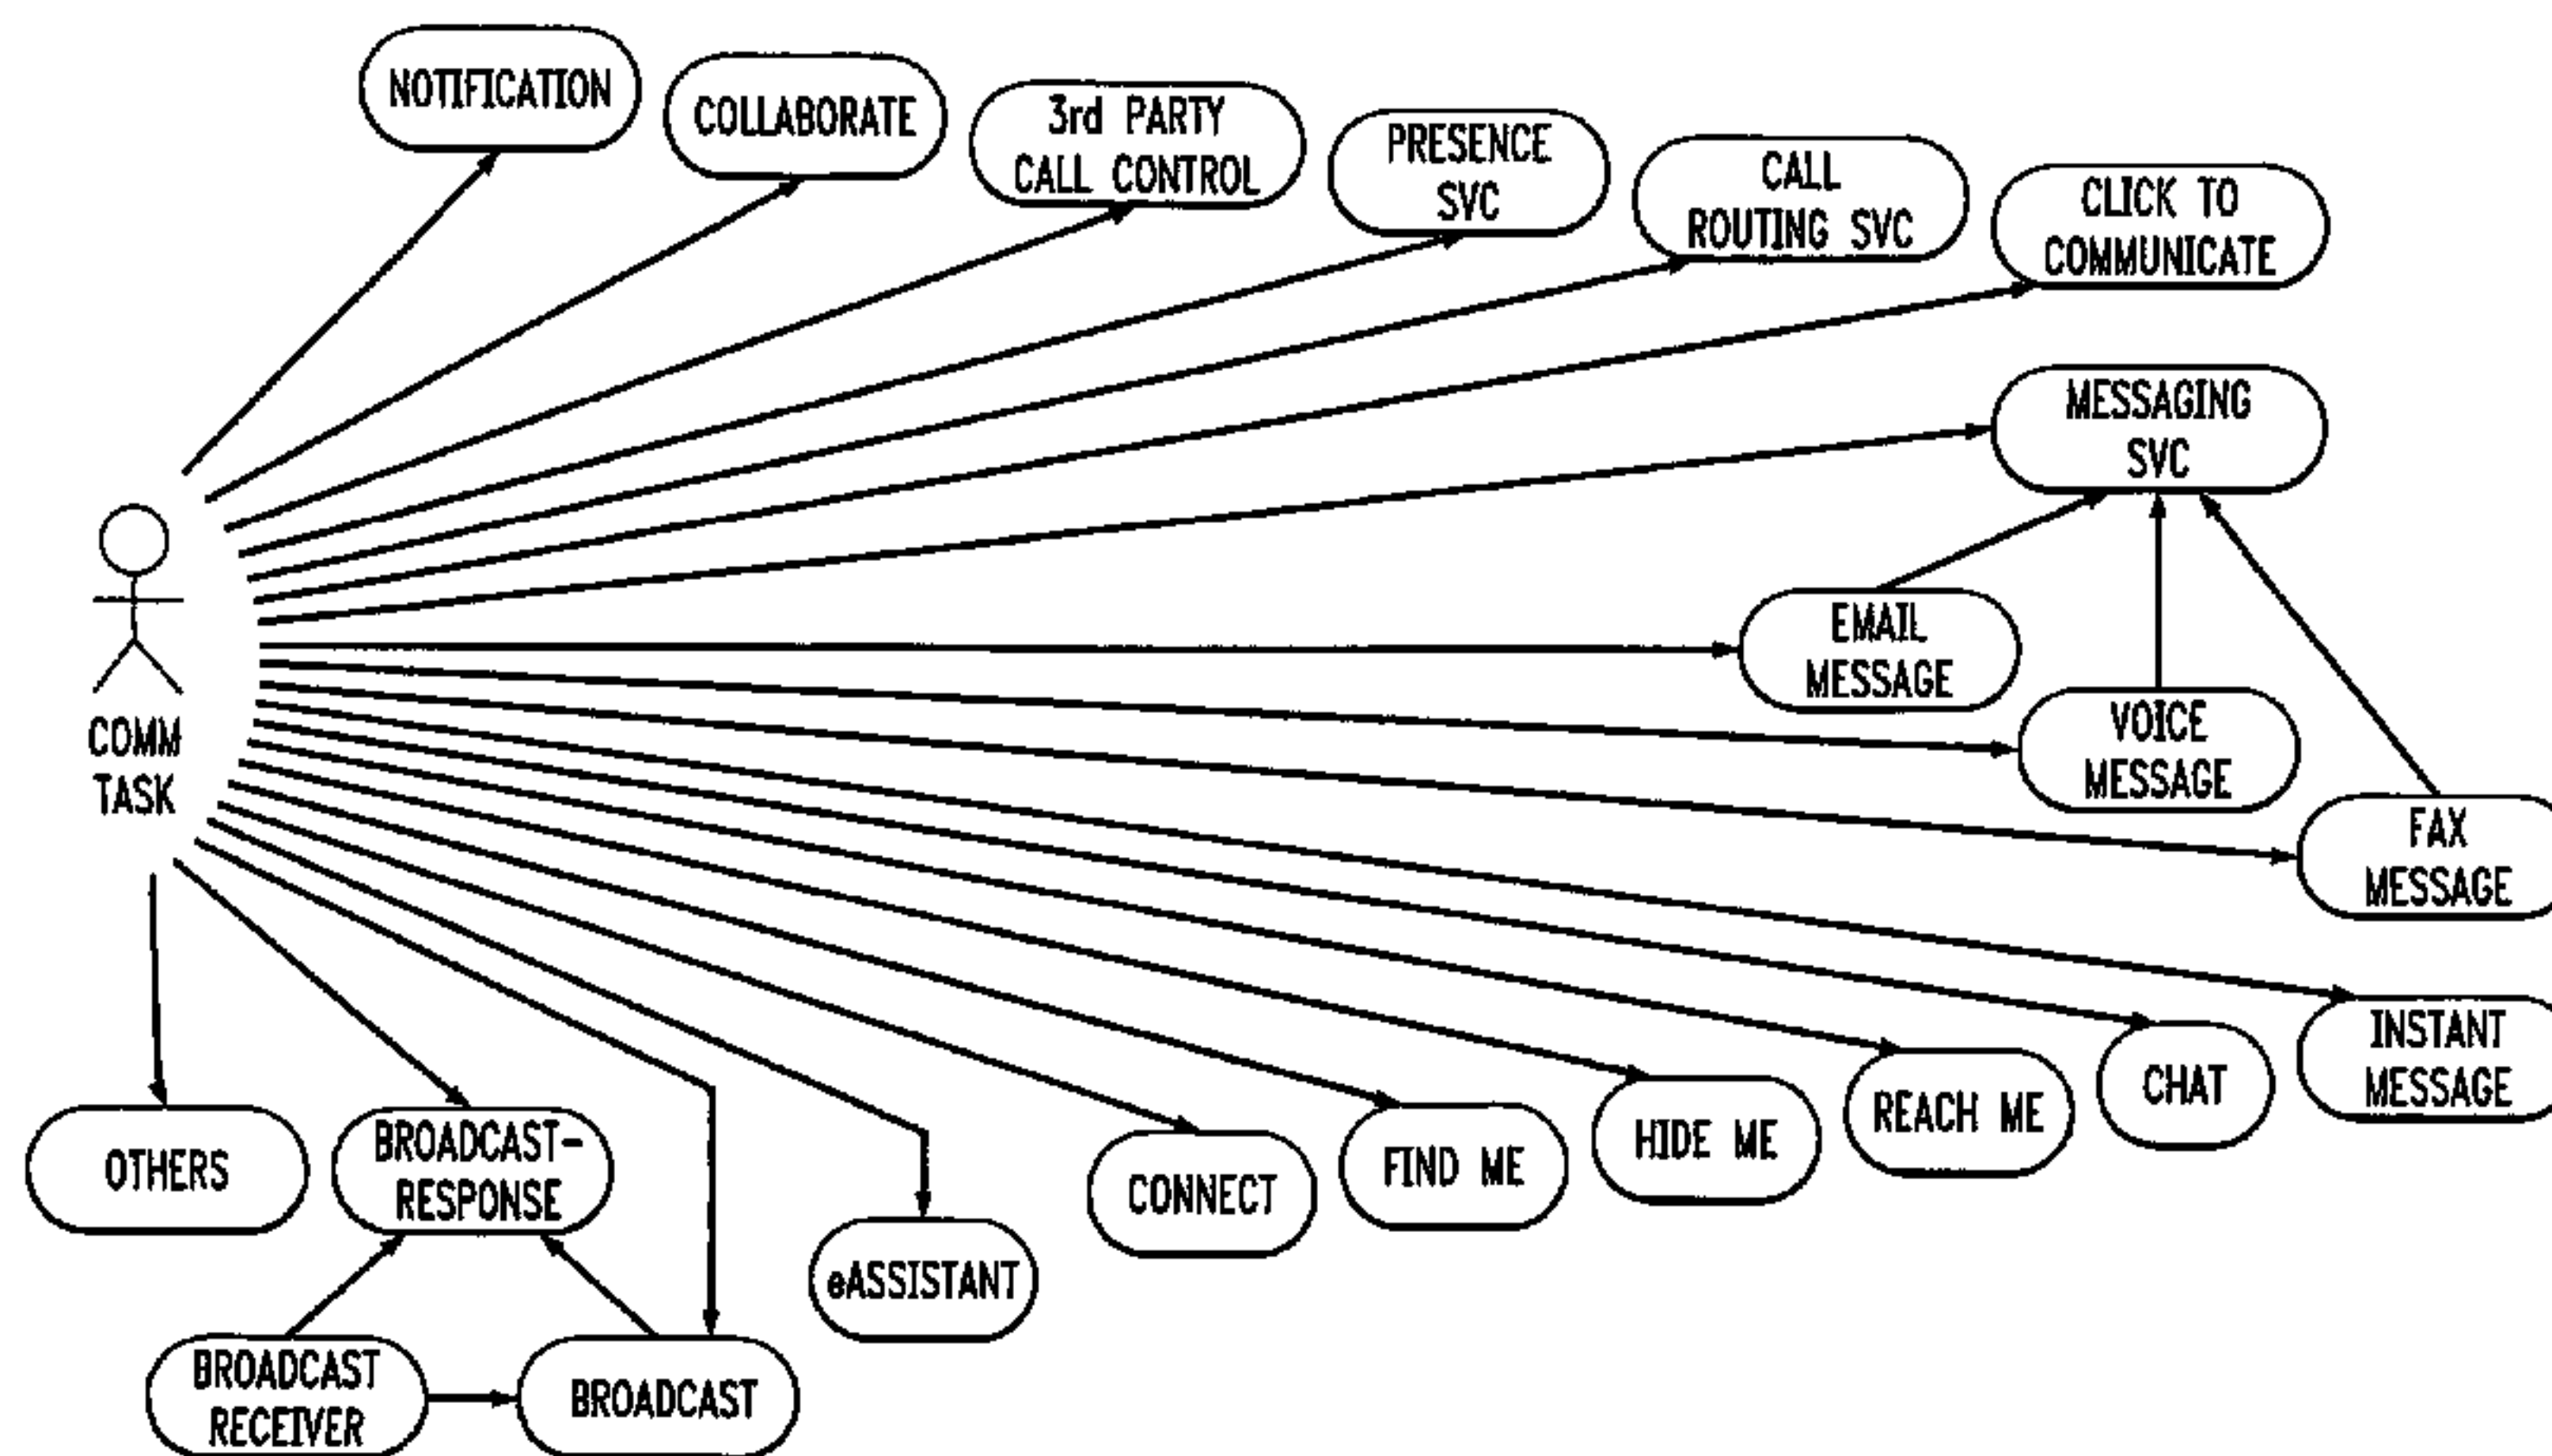 NOTIFICATION
COLLABORATE
3rd PARTY
CALL CONTROL
PRESENCE
SVC
CALL
ROUTING SVC
CLICK TO
COMMUNICATE
MESSAGING
SVC
EMAIL
MESSAGE
VOICE
MESSAGE
FAX
MESSAGE
COMM
TASK
INSTANT
MESSAGE
CHAT
REACH ME
HIDE ME
FIND ME
CONNECT
eASSISTANT
BROADCAST-
RESPONSE
OTHERS
BROADCAST
RECEIVER
BROADCAST